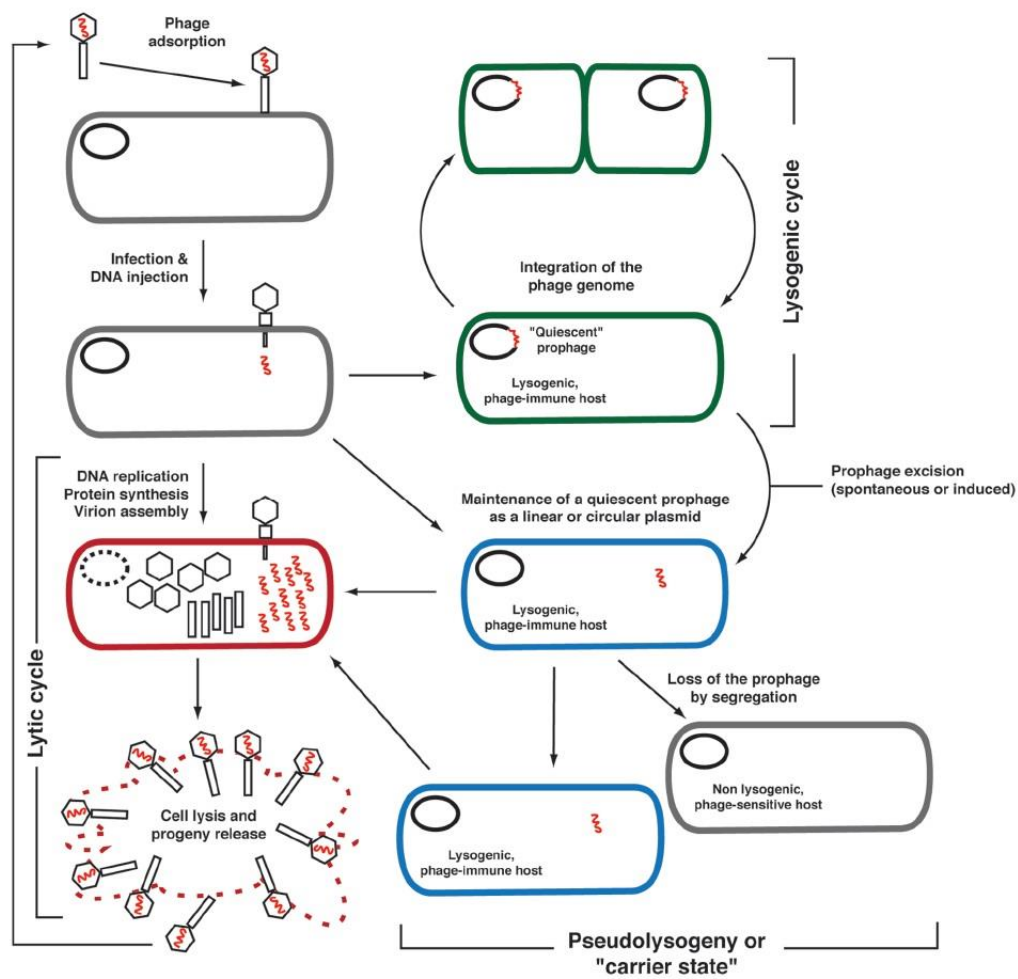 Phage
adsorption
Infection &
DNA injection
Integration of the
phage genome
"Quiescent"
prophage
Lysogenic,
phage-immune host
Lysogenic cycle
DNA replication
Protein synthesis
Virion assembly
Maintenance of a quiescent prophage
as a linear or circular plasmid
Prophage excision
(spontaneous or induced)
Lysogenic,
phage-immune host
Lytic cycle
Loss of the prophage
by segregation
Non lysogenic,
phage-sensitive host
Cell lysis and
progeny release
Lysogenic,
phage-immune host
Pseudolysogeny or
"carrier state"